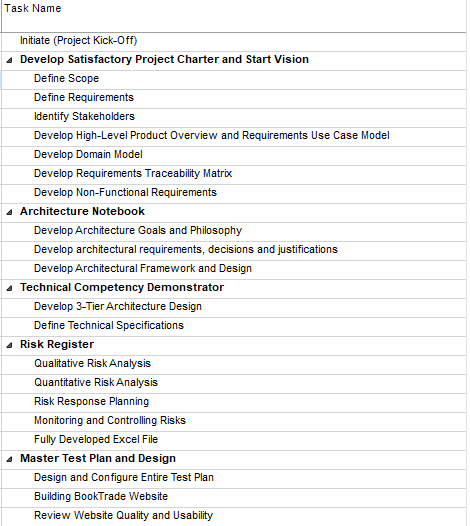 Task Name
Initiate (Project Kick-Off)
Develop Satisfactory Project Charter and Start Vision
Define Scope
Define Requirements
Identify Stakeholders
Develop High-Level Product Overview and Requirements Use Case Model
Develop Domain Model
Develop Requirements Traceability Matrix
Develop Non-Functional Requirements
Architecture Notebook
Develop Architecture Goals and Philosophy
Develop architectural requirements, decisions and justifications
Develop Architectural Framework and Design
Technical Competency Demonstrator
Develop 3-Tier Architecture Design
Define Technical Specifications
Risk Register
Qualitative Risk Analysis
Quantitative Risk Analysis
Risk Response Planning
Monitoring and Controlling Risks
Fully Developed Excel File
Master Test Plan and Design
Design and Configure Entire Test Plan
Building BookTrade Website
Review Website Quality and Usability